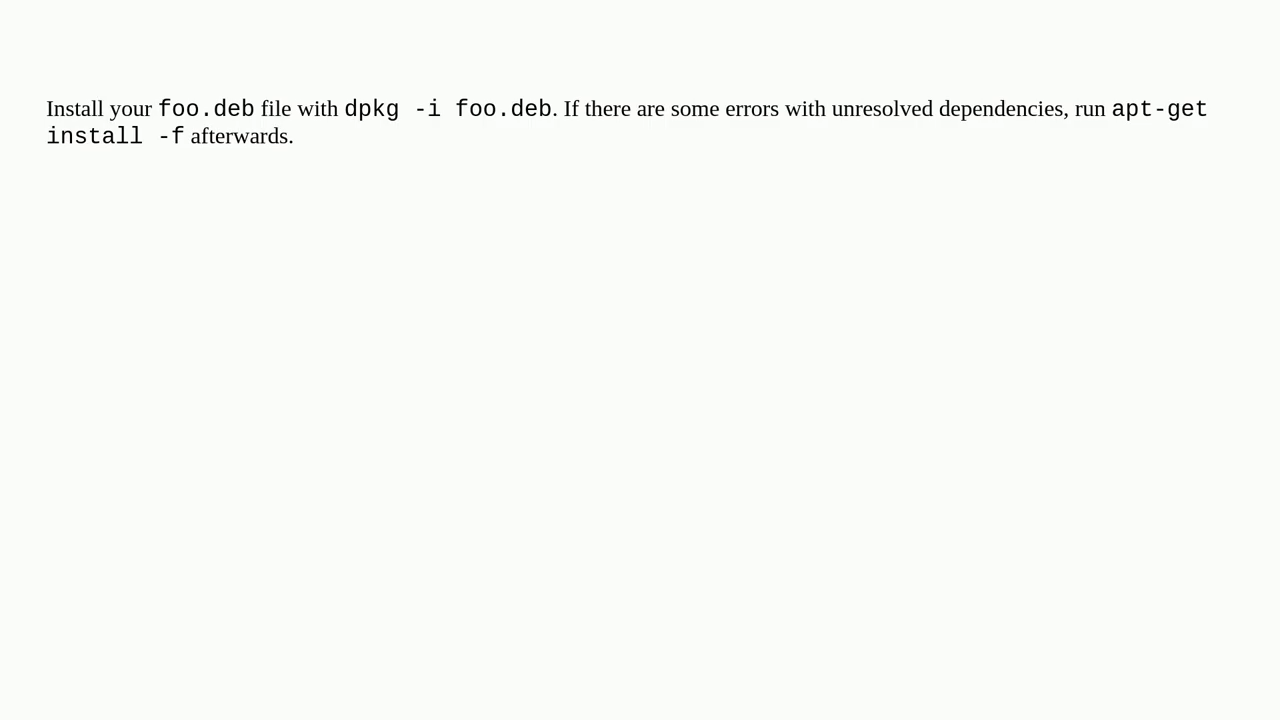 Install your foo.deb file with dpkg -i foo.deb. If there are some errors with unresolved dependencies, run apt-get
install -f afterwards.